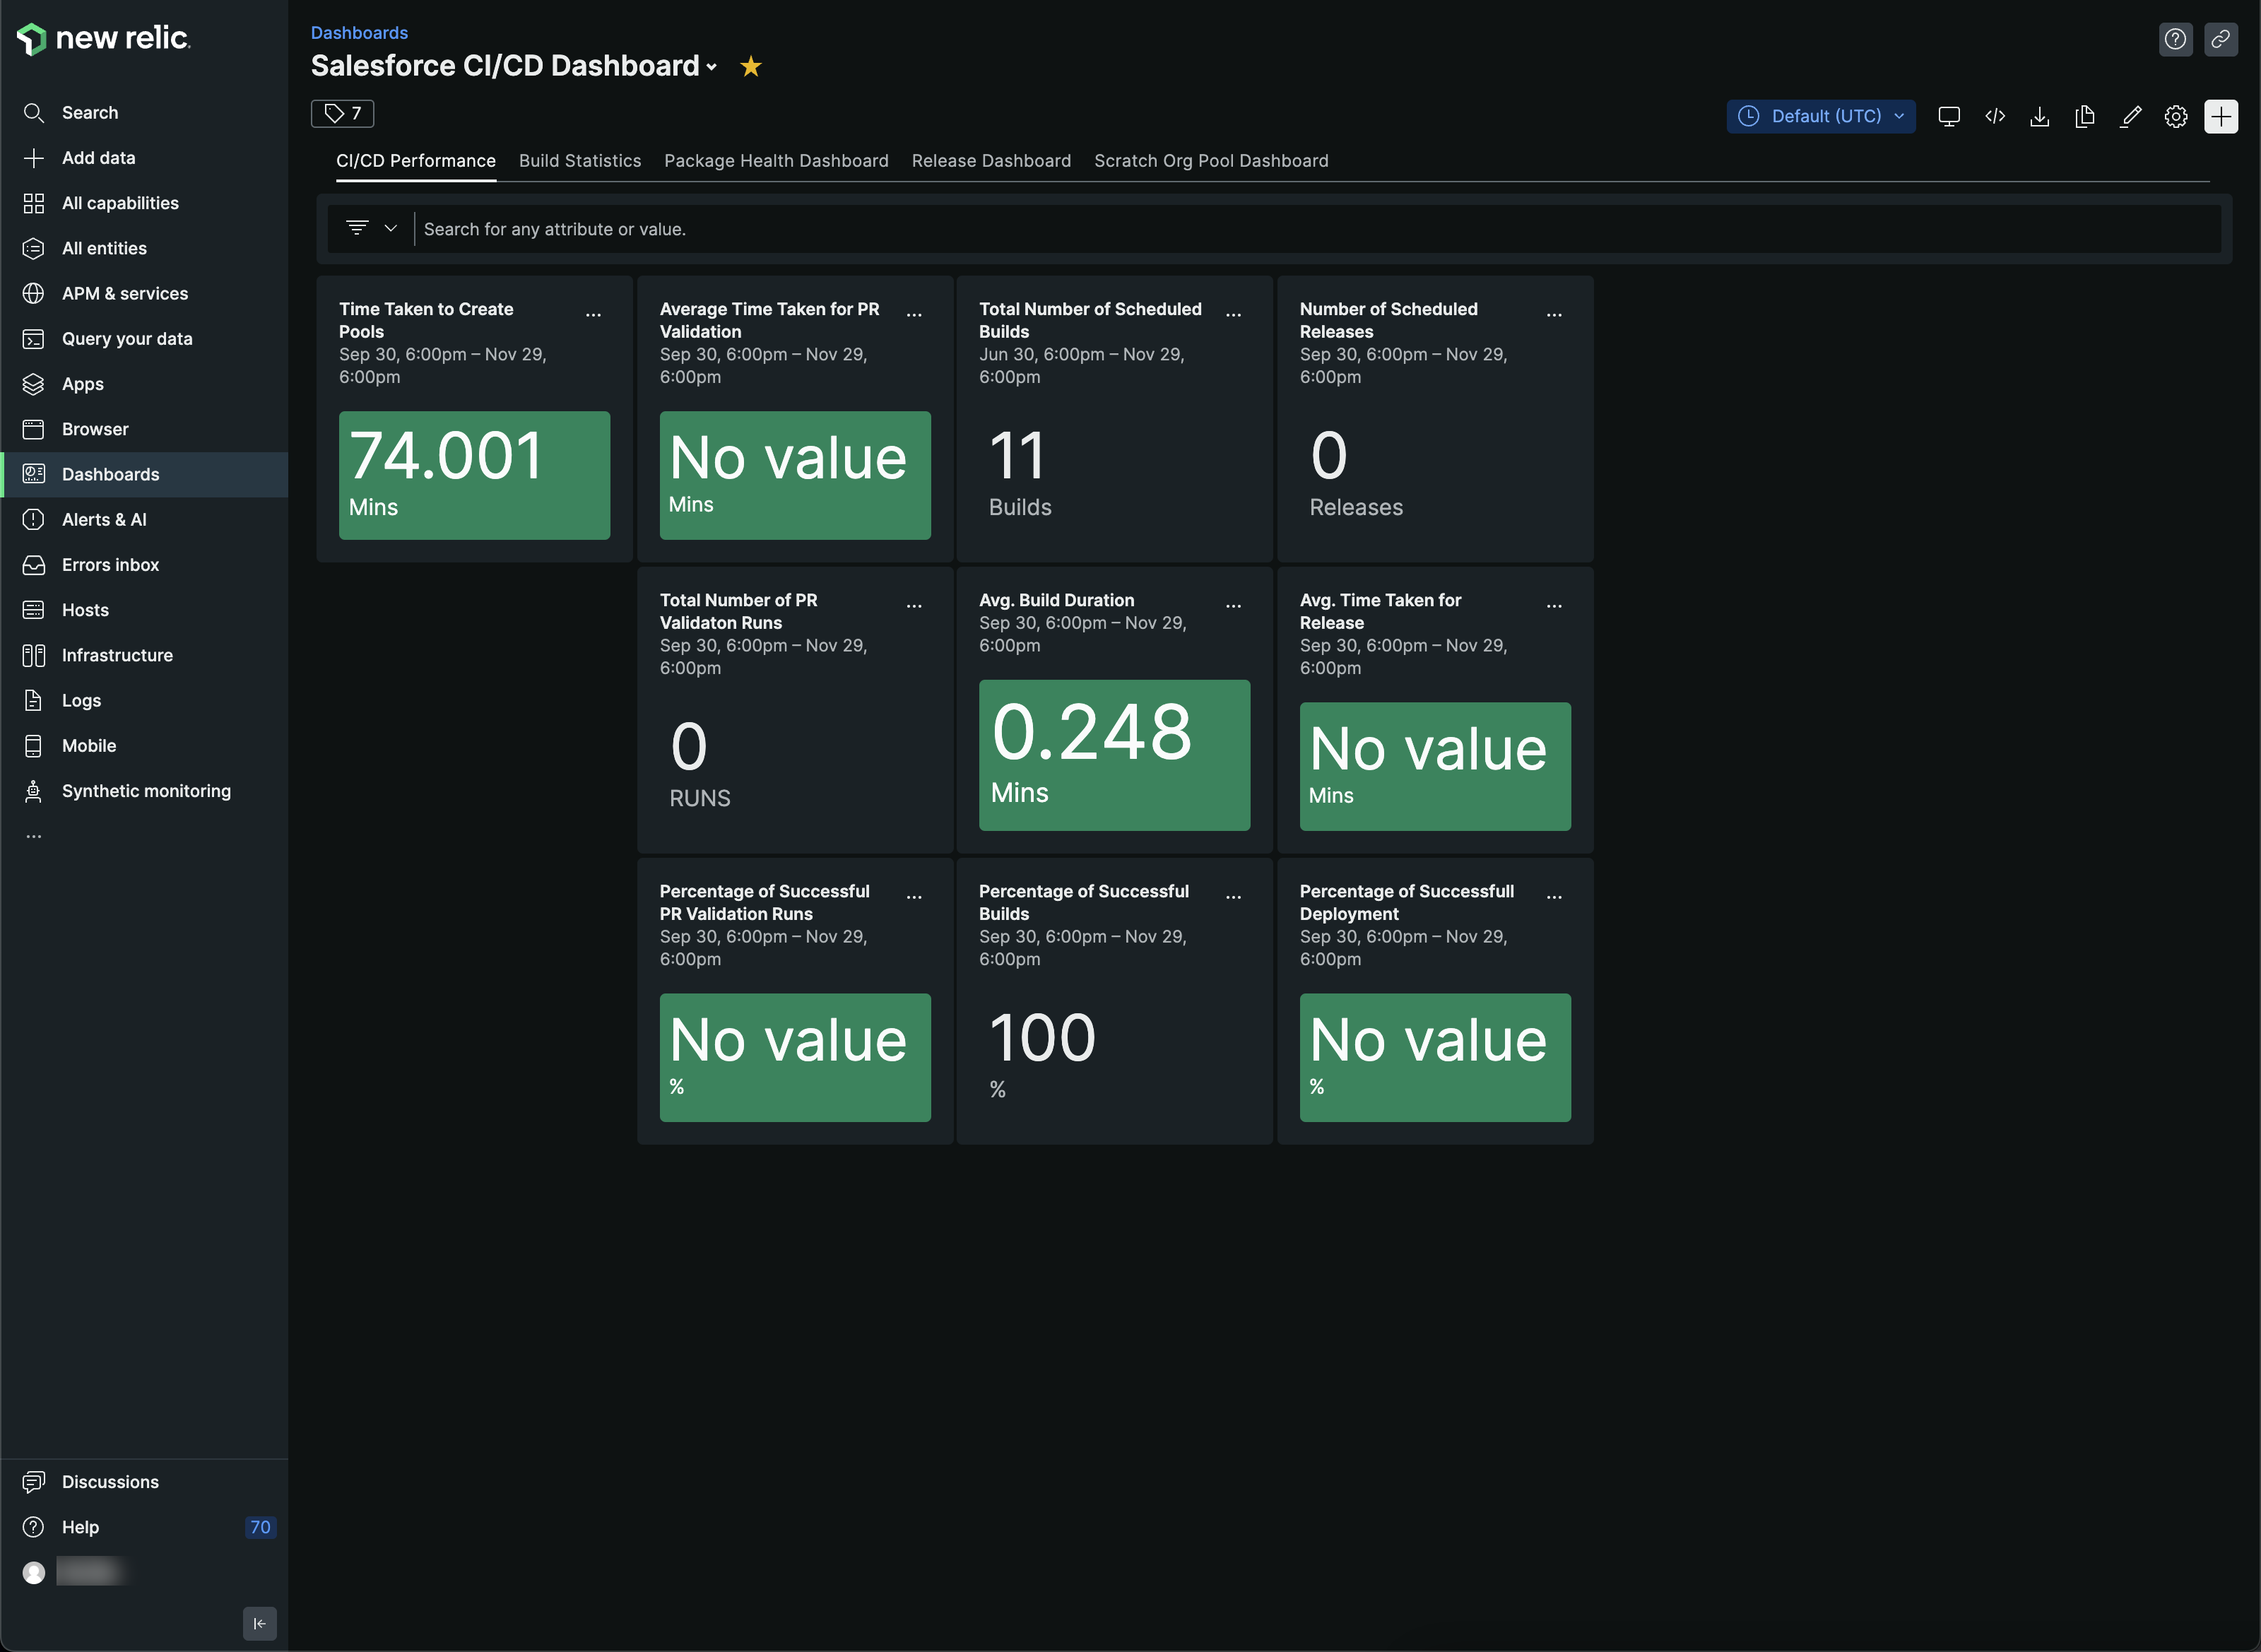 new relic.
Search
Add data
All capabilities
All entities
APM & services
Query your data
Apps
Browser
Dashboards
Alerts & AI
Errors inbox
Hosts
Infrastructure
Logs
Mobile
Synthetic monitoring
...
Discussions
Help 70
Dashboards
Salesforce CI/CD Dashboard
7
Default (UTC)
CI/CD Performance Build Statistics Package Health Dashboard Release Dashboard Scratch Org Pool Dashboard
Search for any attribute or value.
Time Taken to Create
Pools
Sep 30, 6:00pm – Nov 29,
6:00pm
74.001
Mins
Average Time Taken for PR
Validation
Sep 30, 6:00pm – Nov 29,
6:00pm
No value
Mins
Total Number of Scheduled
Builds
Jun 30, 6:00pm – Nov 29,
6:00pm
11
Builds
Number of Scheduled
Releases
Sep 30, 6:00pm – Nov 29,
6:00pm
0
Releases
Total Number of PR
Validaton Runs
Sep 30, 6:00pm – Nov 29,
6:00pm
0
RUNS
Avg. Build Duration
Sep 30, 6:00pm – Nov 29,
6:00pm
0.248
Mins
Avg. Time Taken for
Release
Sep 30, 6:00pm – Nov 29,
6:00pm
No value
Mins
Percentage of Successful
PR Validation Runs
Sep 30, 6:00pm – Nov 29,
6:00pm
No value
%
Percentage of Successful
Builds
Sep 30, 6:00pm – Nov 29,
6:00pm
100
%
Percentage of Successfull
Deployment
Sep 30, 6:00pm – Nov 29,
6:00pm
No value
%